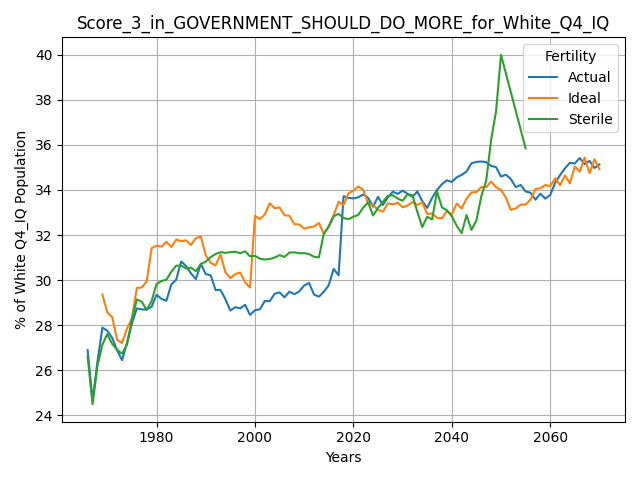 Score_3_in_GOVERNMENT_SHOULD_DO_MORE_for_White_Q4_IQ
Fertility
Actual
Ideal
Sterile
% of White Q4_IQ Population
40
38
36
34
32
30
28
26
24
1980
2000
2020
2040
2060
Years